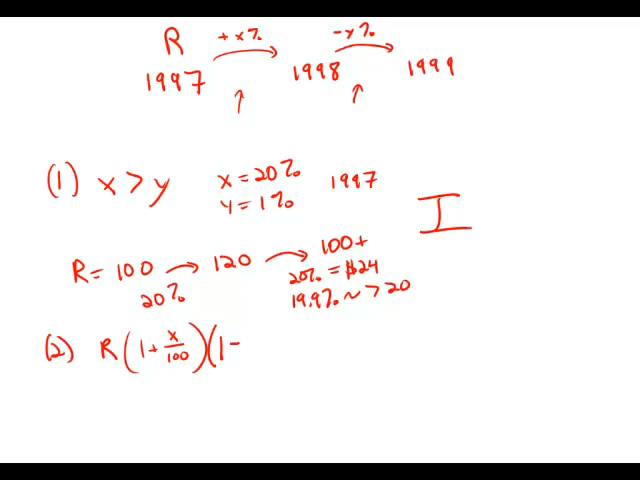 R +x% -y%
1997 1998 1999
(1) x > y x = 20% 1997
y = 1% I
R = 100 120 100+
20% 20% = $24
19.9% ~ > 20
(2) R(1 + x/100)(1 -